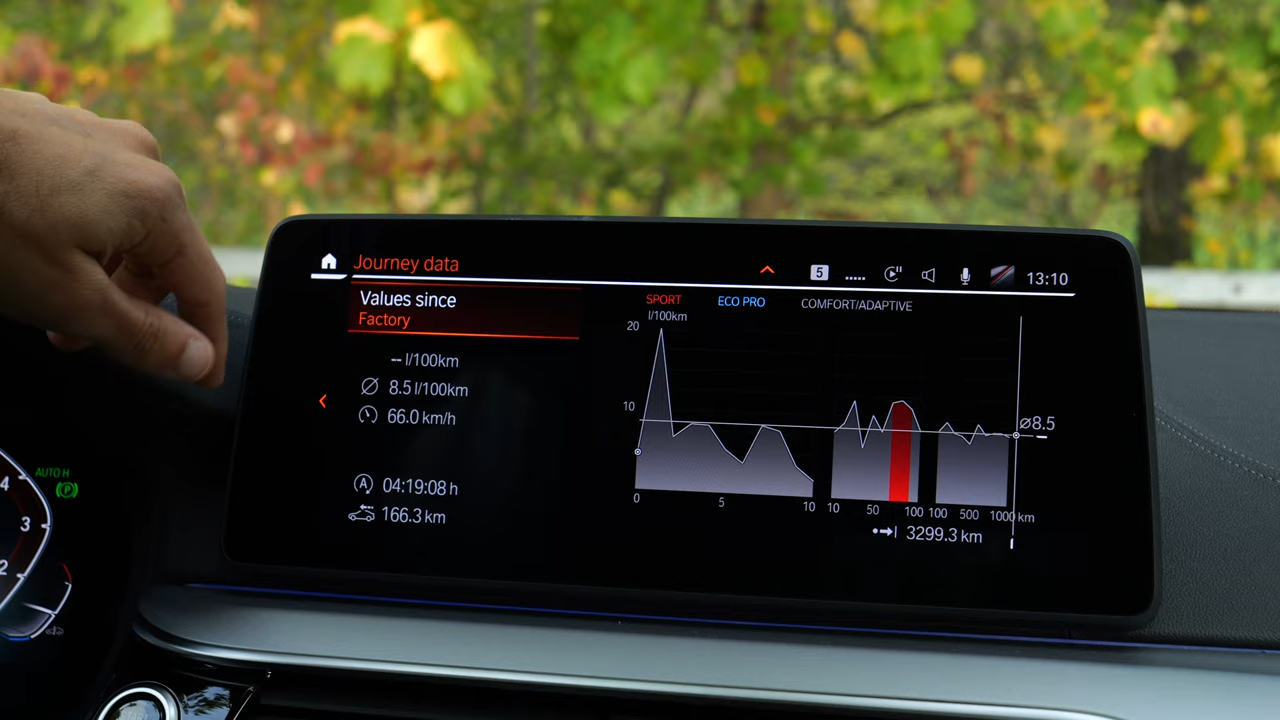 Journey data
5
13:10
Values since
Factory
-- l/100km
8.5 l/100km
66.0 km/h
04:19:08 h
166.3 km
SPORT
ECO PRO
COMFORT/ADAPTIVE
l/100km
20
10
⌀8.5
0
5
10
10
50
100
100
500
1000 km
3299.3 km
AUTO H
P
4
3
2